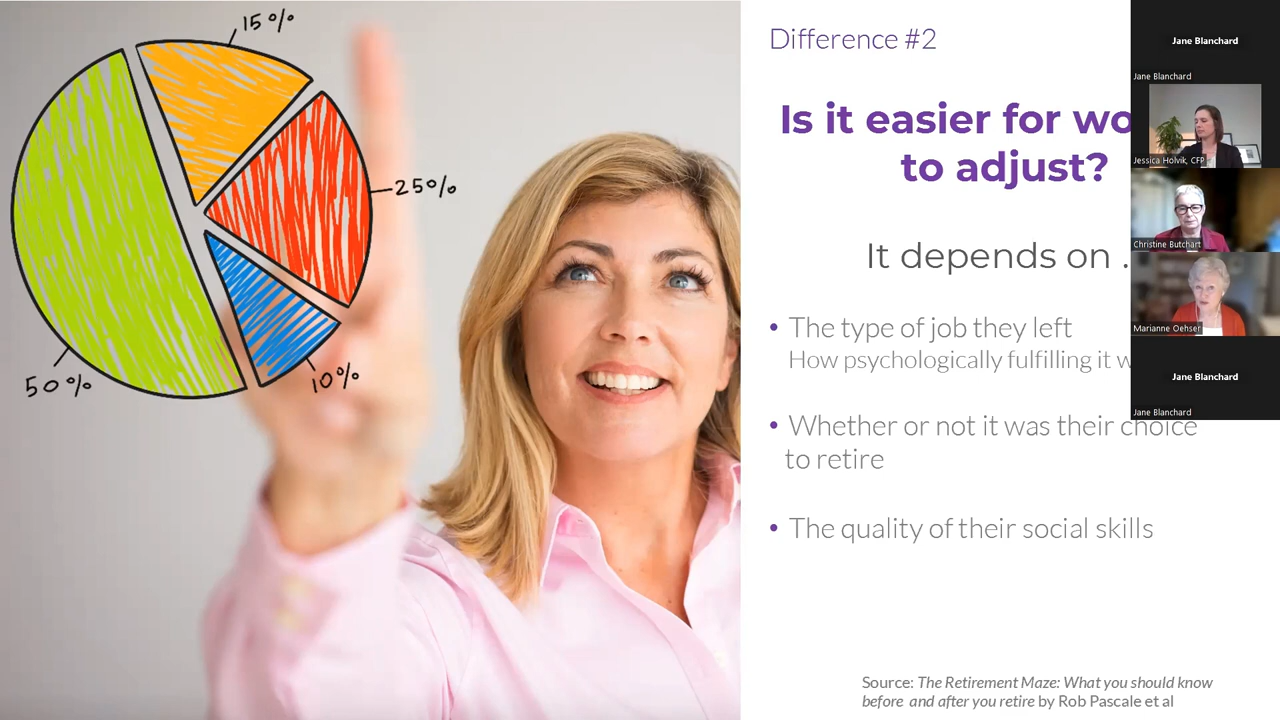 15%
25%
10%
50%
Difference #2
Is it easier for wo
to adjust?
It depends on .
• The type of job they left
How psychologically fulfilling it w
• Whether or not it was their choice
to retire
• The quality of their social skills
Source: The Retirement Maze: What you should know
before and after you retire by Rob Pascale et al
Jane Blanchard
Jane Blanchard
Jessica Holvik, CFP
Christine Butchart
Marianne Oehser
Jane Blanchard
Jane Blanchard